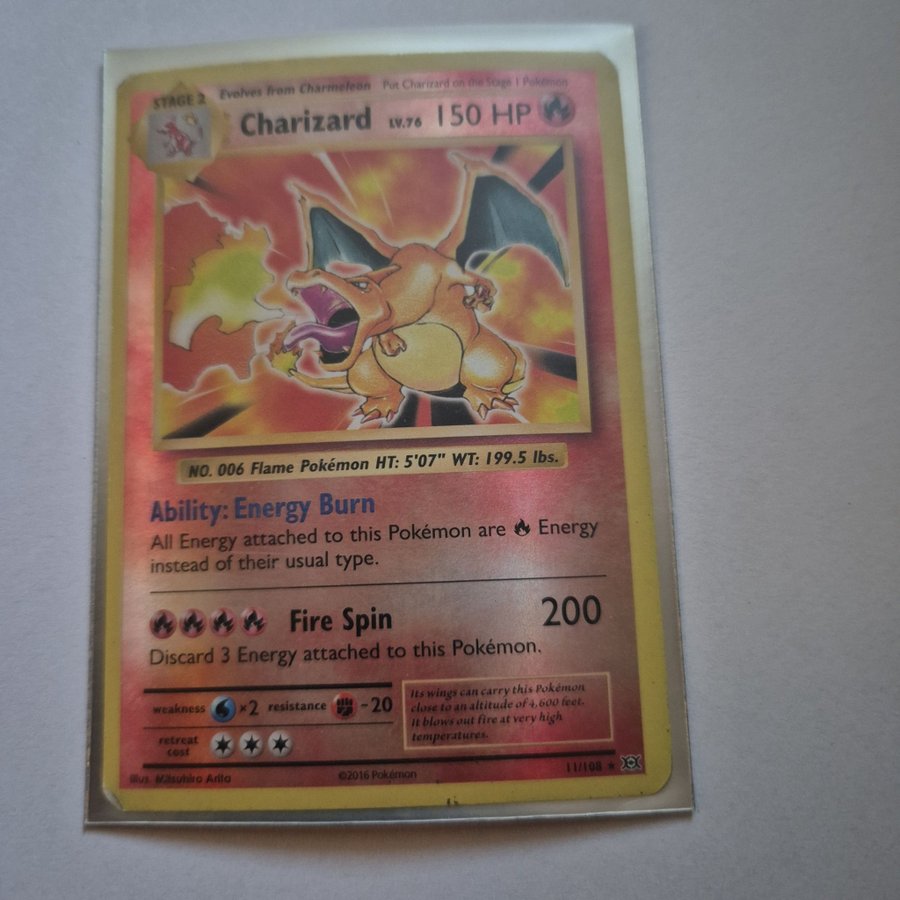 STAGE 2 Evolves from Charmeleon Put Charizard on the Stage 1 Pokémon
Charizard LV.76 150 HP
NO. 006 Flame Pokémon HT: 5'07" WT: 199.5 lbs.
Ability: Energy Burn
All Energy attached to this Pokémon are Energy
instead of their usual type.
Fire Spin 200
Discard 3 Energy attached to this Pokémon.
weakness ×2 resistance -20
retreat
cost
Its wings can carry this Pokémon
close to an altitude of 4,600 feet.
It blows out fire at very high
temperatures.
Illus. Mitsuhiro Arita ©2016 Pokémon 11/108 ★